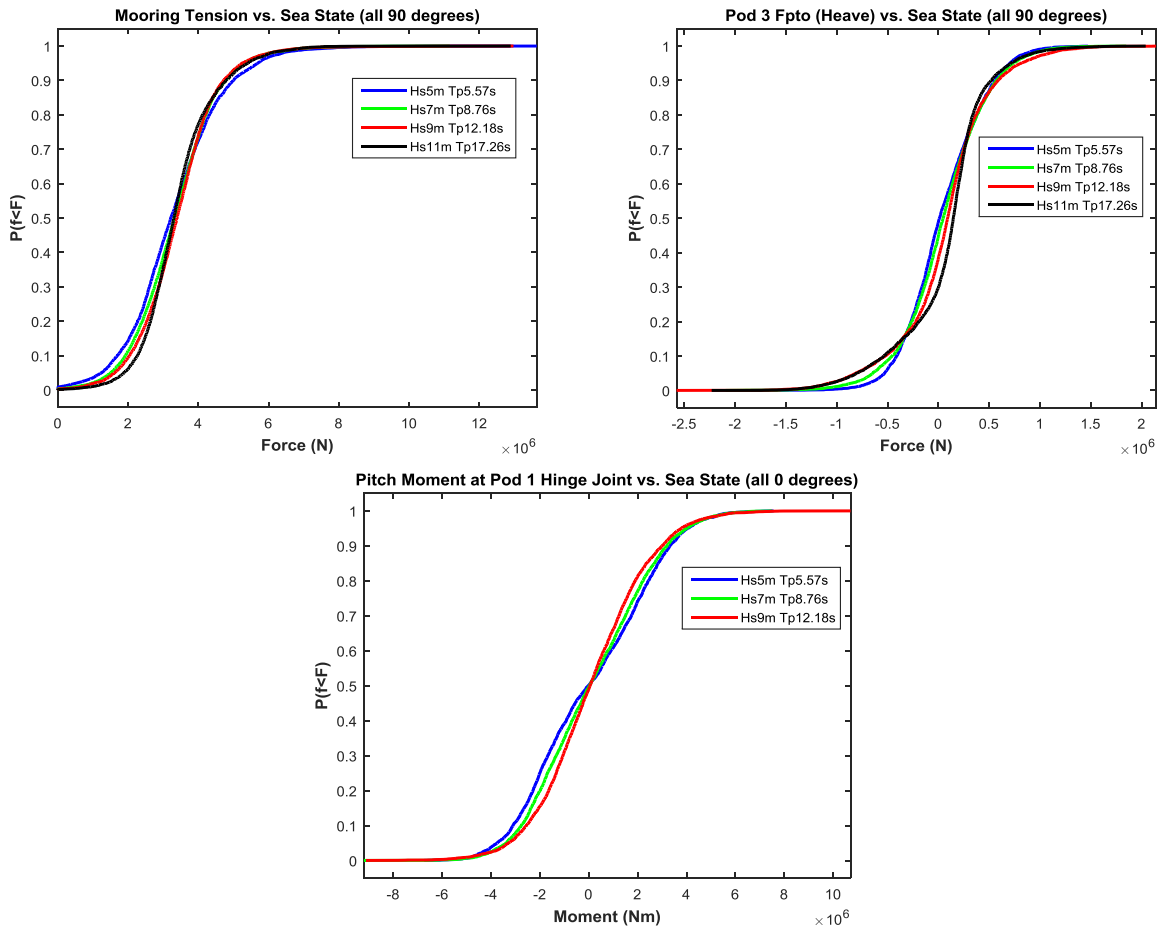 Mooring Tension vs. Sea State (all 90 degrees)
1
0.9
0.8
0.7
0.6
0.5
0.4
0.3
0.2
0.1
0
P(f<F)
Hs5m Tp5.57s
Hs7m Tp8.76s
Hs9m Tp12.18s
Hs11m Tp17.26s
0 2 4 6 8 10 12
Force (N)
×10^6
Pod 3 Fpto (Heave) vs. Sea State (all 90 degrees)
1
0.9
0.8
0.7
0.6
0.5
0.4
0.3
0.2
0.1
0
P(f<F)
Hs5m Tp5.57s
Hs7m Tp8.76s
Hs9m Tp12.18s
Hs11m Tp17.26s
-2.5 -2 -1.5 -1 -0.5 0 0.5 1 1.5 2
Force (N)
×10^6
Pitch Moment at Pod 1 Hinge Joint vs. Sea State (all 0 degrees)
1
0.9
0.8
0.7
0.6
0.5
0.4
0.3
0.2
0.1
0
P(f<F)
Hs5m Tp5.57s
Hs7m Tp8.76s
Hs9m Tp12.18s
-8 -6 -4 -2 0 2 4 6 8 10
Moment (Nm)
×10^6